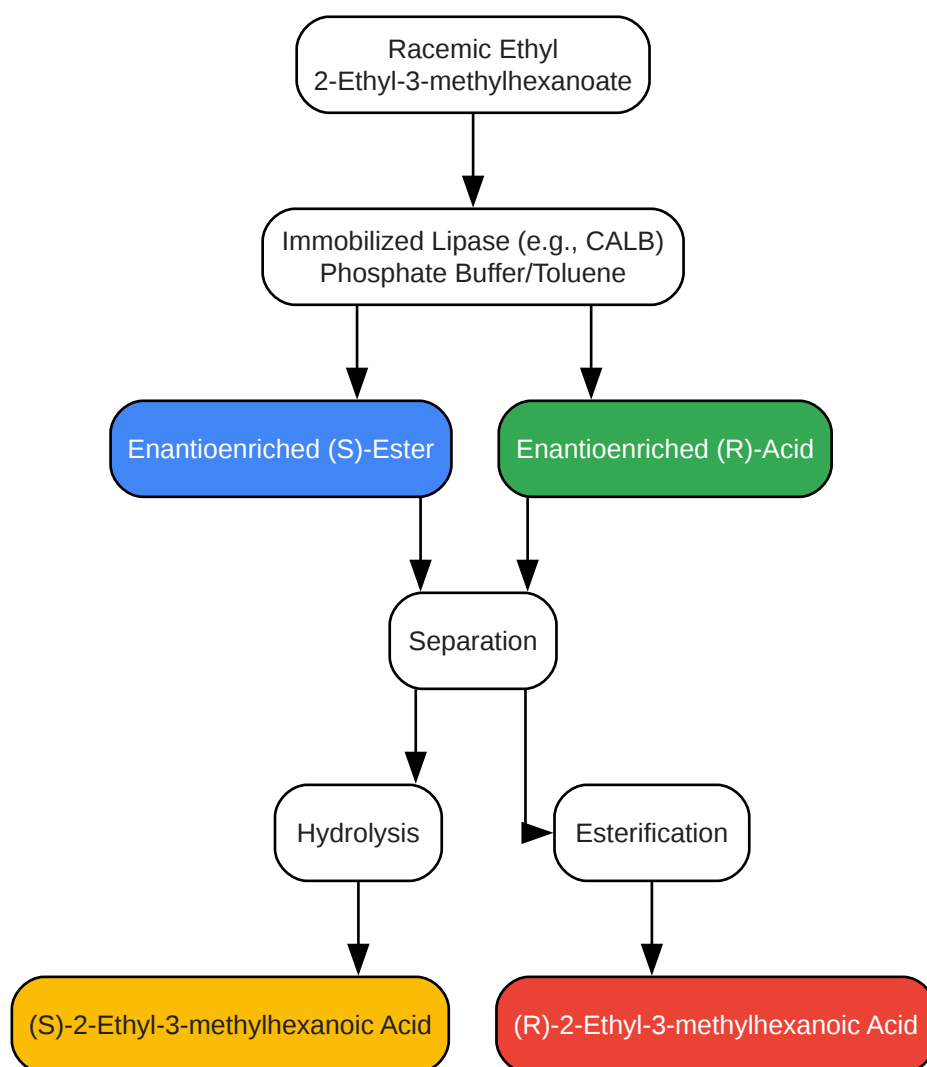 Racemic Ethyl
2-Ethyl-3-methylhexanoate
Immobilized Lipase (e.g., CALB)
Phosphate Buffer/Toluene
Enantioenriched (S)-Ester
Enantioenriched (R)-Acid
Separation
Hydrolysis
Esterification
(S)-2-Ethyl-3-methylhexanoic Acid
(R)-2-Ethyl-3-methylhexanoic Acid